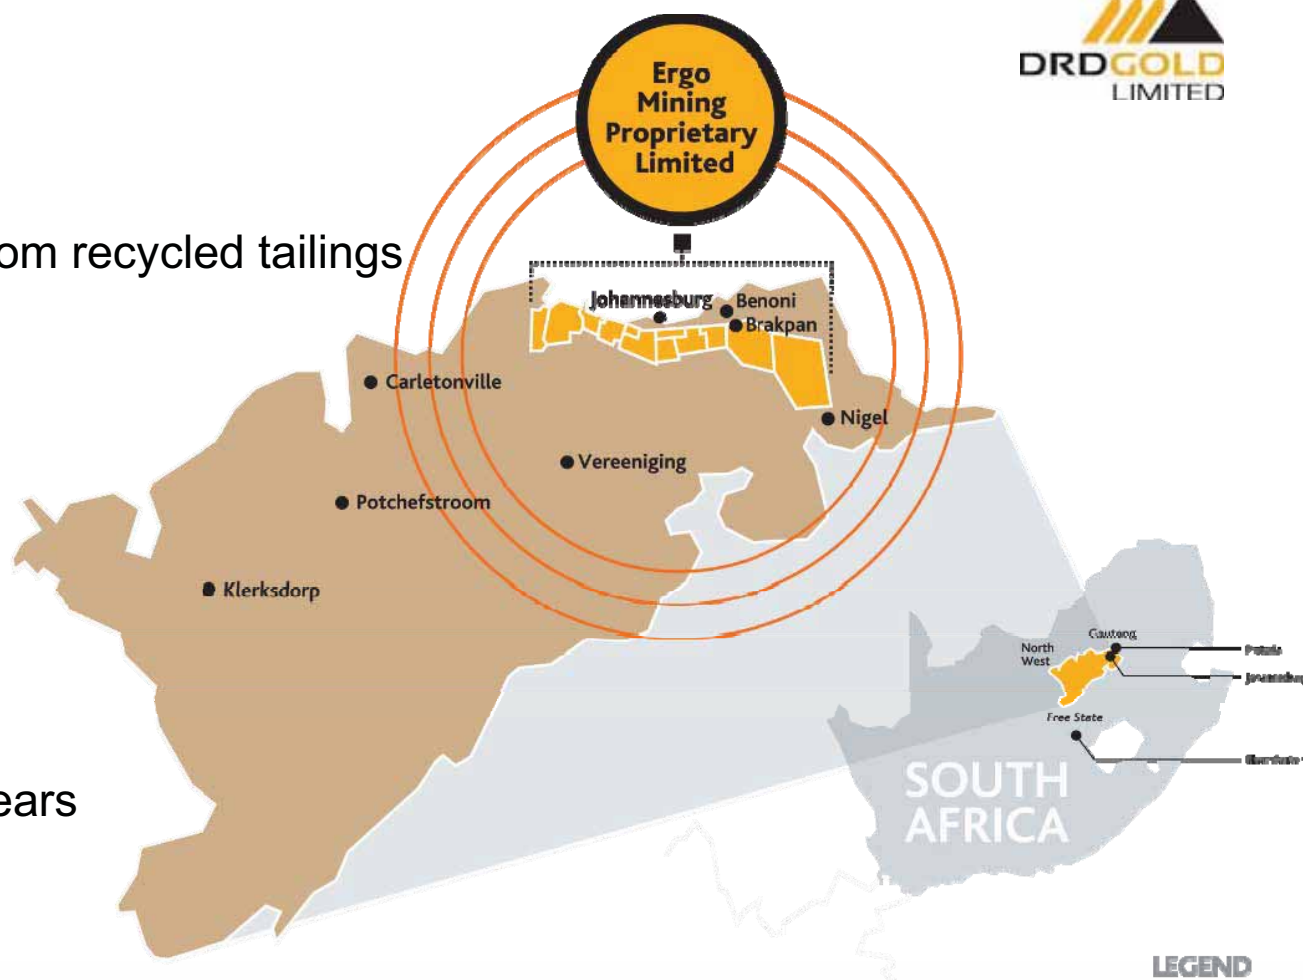 DRDGOLD
LIMITED
Ergo
Mining
Proprietary
Limited
om recycled tailings
Johannesburg
Benoni
Brakpan
Carletonville
Nigel
Vereeniging
Potchefstroom
Klerksdorp
Gauteng
North
West
Free State
SOUTH
AFRICA
ears
LEGEND